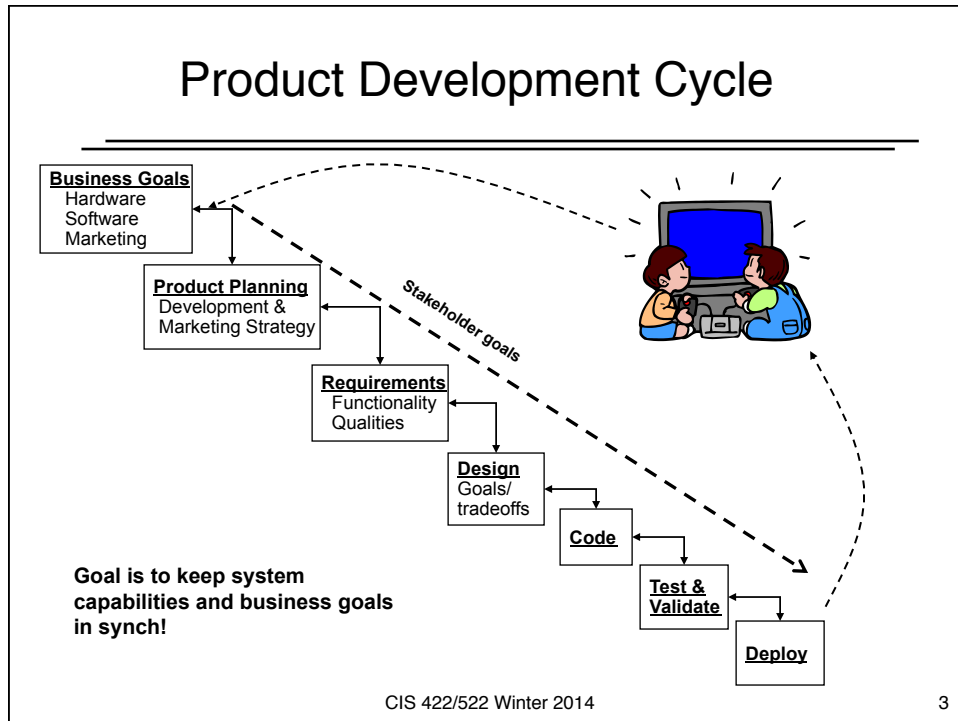 Product Development Cycle
Business Goals
Hardware
Software
Marketing
Product Planning
Development &
Marketing Strategy
Stakeholder goals
Requirements
Functionality
Qualities
Design
Goals/
tradeoffs
Code
Test &
Validate
Deploy
Goal is to keep system
capabilities and business goals
in synch!
CIS 422/522 Winter 2014
3